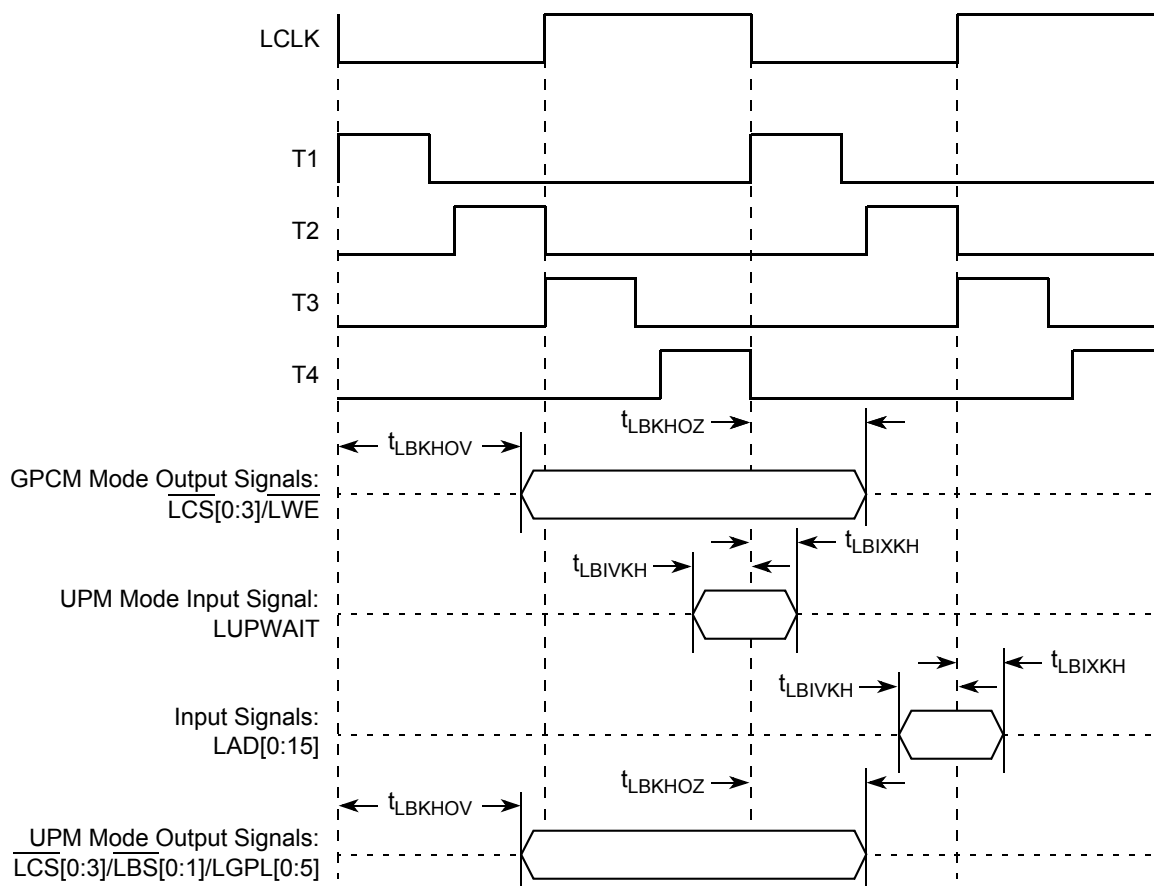 LCLK
T1
T2
T3
T4
tLBKHOZ
tLBKHOV
GPCM Mode Output Signals:
LCS[0:3]/LWE
tLBIXKH
tLBIVKH
UPM Mode Input Signal:
LUPWAIT
tLBIXKH
tLBIVKH
Input Signals:
LAD[0:15]
tLBKHOZ
tLBKHOV
UPM Mode Output Signals:
LCS[0:3]/LBS[0:1]/LGPL[0:5]